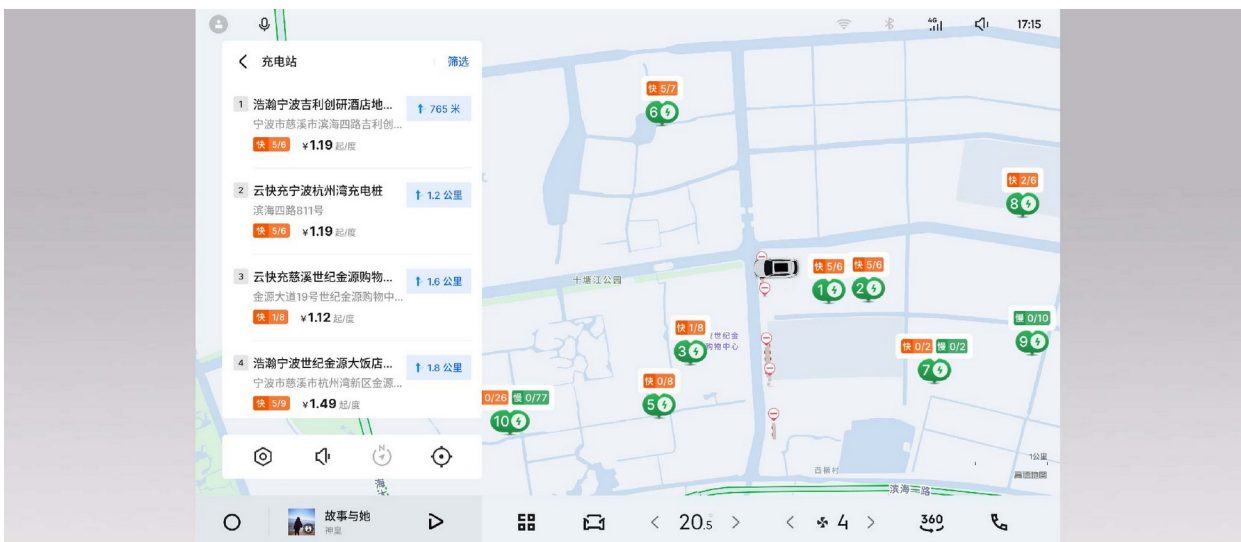 4G
17:15
充电站
筛选
1 浩瀚宁波吉利创研酒店地...
765 米
宁波市慈溪市滨海四路吉利创...
快 5/6 ¥1.19 起/度
2 云快充宁波杭州湾充电桩
1.2 公里
滨海四路811号
快 5/6 ¥1.19 起/度
3 云快充慈溪世纪金源购物...
1.6 公里
金源大道19号世纪金源购物中...
快 1/8 ¥1.12 起/度
4 浩瀚宁波世纪金源大饭店...
1.8 公里
宁波市慈溪市杭州湾新区金源...
快 5/9 ¥1.49 起/度
N
快 5/7
6
快 2/6
8
十塘江公园
快 5/6
1
快 5/6
2
快 1/8
3
世纪金
购物中心
慢 0/10
9
快 0/2 慢 0/2
7
快 0/8
5
0/26 慢 0/77
10
1公里
高德地图
滨海一路
故事与她
神皇
20.5
4
360